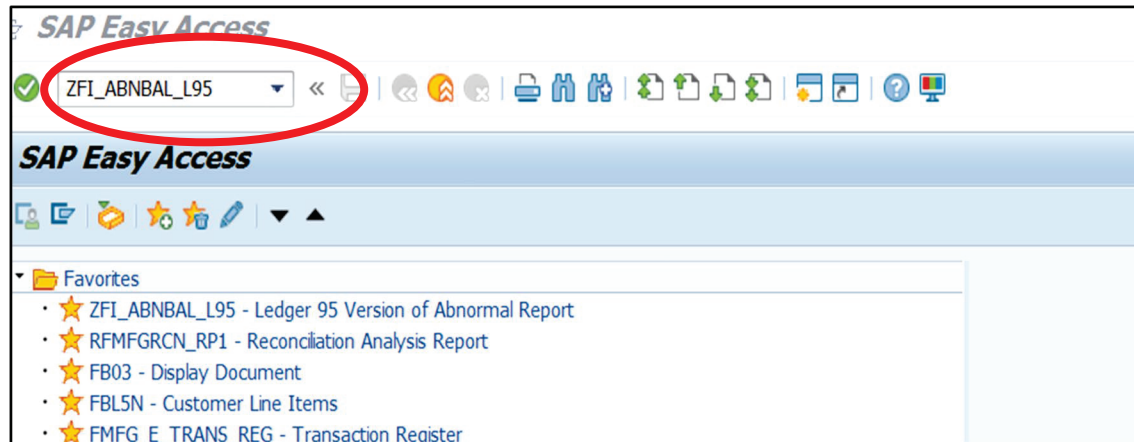 SAP Easy Access
ZFI_ABNBAL_L95
SAP Easy Access
Favorites
ZFI_ABNBAL_L95 - Ledger 95 Version of Abnormal Report
RFMFGRCN_RP1 - Reconciliation Analysis Report
FB03 - Display Document
FBL5N - Customer Line Items
FMFG_E_TRANS_REG - Transaction Register